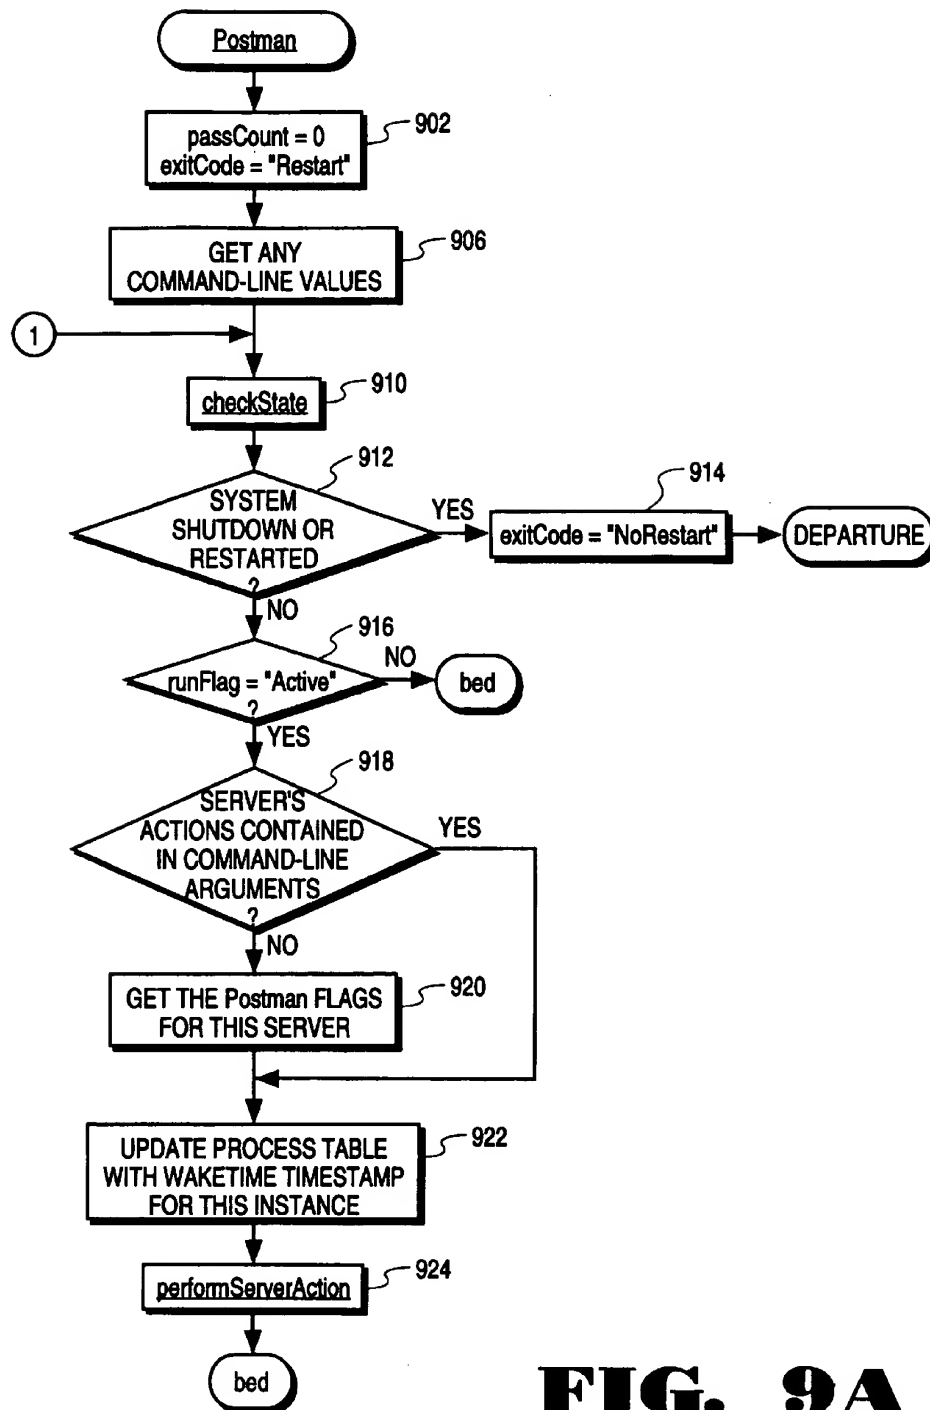 Postman
passCount = 0
exitCode = "Restart"
902
GET ANY
COMMAND-LINE VALUES
906
1
checkState
910
912
SYSTEM
SHUTDOWN OR
RESTARTED
?
YES
914
exitCode = "NoRestart"
DEPARTURE
NO
916
runFlag = "Active"
?
NO
bed
YES
918
SERVER'S
ACTIONS CONTAINED
IN COMMAND-LINE
ARGUMENTS
?
YES
NO
GET THE Postman FLAGS
FOR THIS SERVER
920
UPDATE PROCESS TABLE
WITH WAKETIME TIMESTAMP
FOR THIS INSTANCE
922
performServerAction
924
bed
FIG. 9A